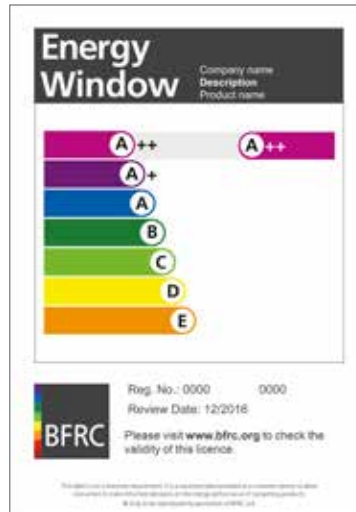 Energy
Window
Company name
Description
Product name
A++ A++
A+
A
B
C
D
E
BFRC
Reg. No.: 0000 0000
Review Date: 12/2016
Please visit www.bfrc.org to check the
validity of this licence.